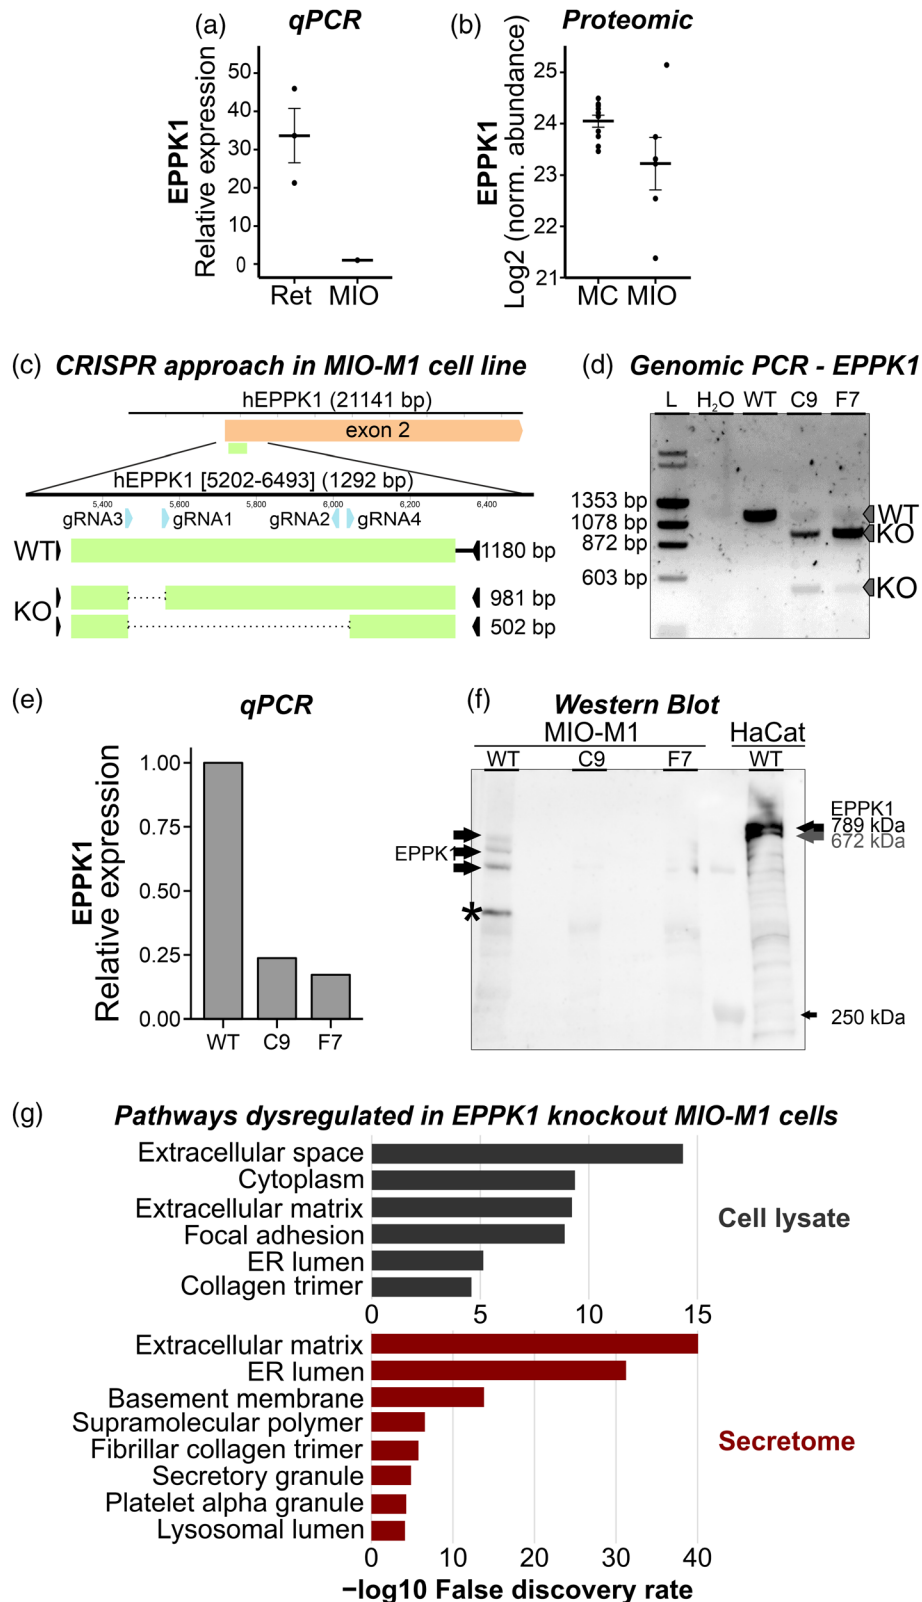 (a) qPCR
EPPK1
Relative expression
50
40
30
20
10
0
Ret MIO
(b) Proteomic
EPPK1
Log2 (norm. abundance)
25
24
23
22
21
MC MIO
(c) CRISPR approach in MIO-M1 cell line
hEPPK1 (21141 bp)
exon 2
hEPPK1 [5202-6493] (1292 bp)
5,400 5,600 5,800 6,000 6,200 6,400
gRNA3 gRNA1 gRNA2 gRNA4
WT 1180 bp
KO 981 bp
502 bp
(d) Genomic PCR - EPPK1
L H₂O WT C9 F7
1353 bp
1078 bp
872 bp
603 bp
WT
KO
KO
(e) qPCR
EPPK1
Relative expression
1.00
0.75
0.50
0.25
0.00
WT C9 F7
(f) Western Blot
MIO-M1 HaCat
WT C9 F7 WT
EPPK1
*
EPPK1
789 kDa
672 kDa
250 kDa
(g) Pathways dysregulated in EPPK1 knockout MIO-M1 cells
Extracellular space
Cytoplasm
Extracellular matrix
Focal adhesion
ER lumen
Collagen trimer
0 5 10 15
Cell lysate
Extracellular matrix
ER lumen
Basement membrane
Supramolecular polymer
Fibrillar collagen trimer
Secretory granule
Platelet alpha granule
Lysosomal lumen
0 10 20 30 40
Secretome
−log10 False discovery rate